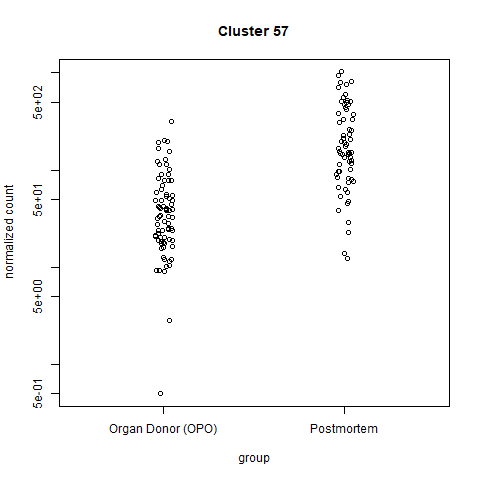 Cluster 57
normalized count
5e+02
5e+01
5e+00
5e-01
Organ Donor (OPO)
Postmortem
group